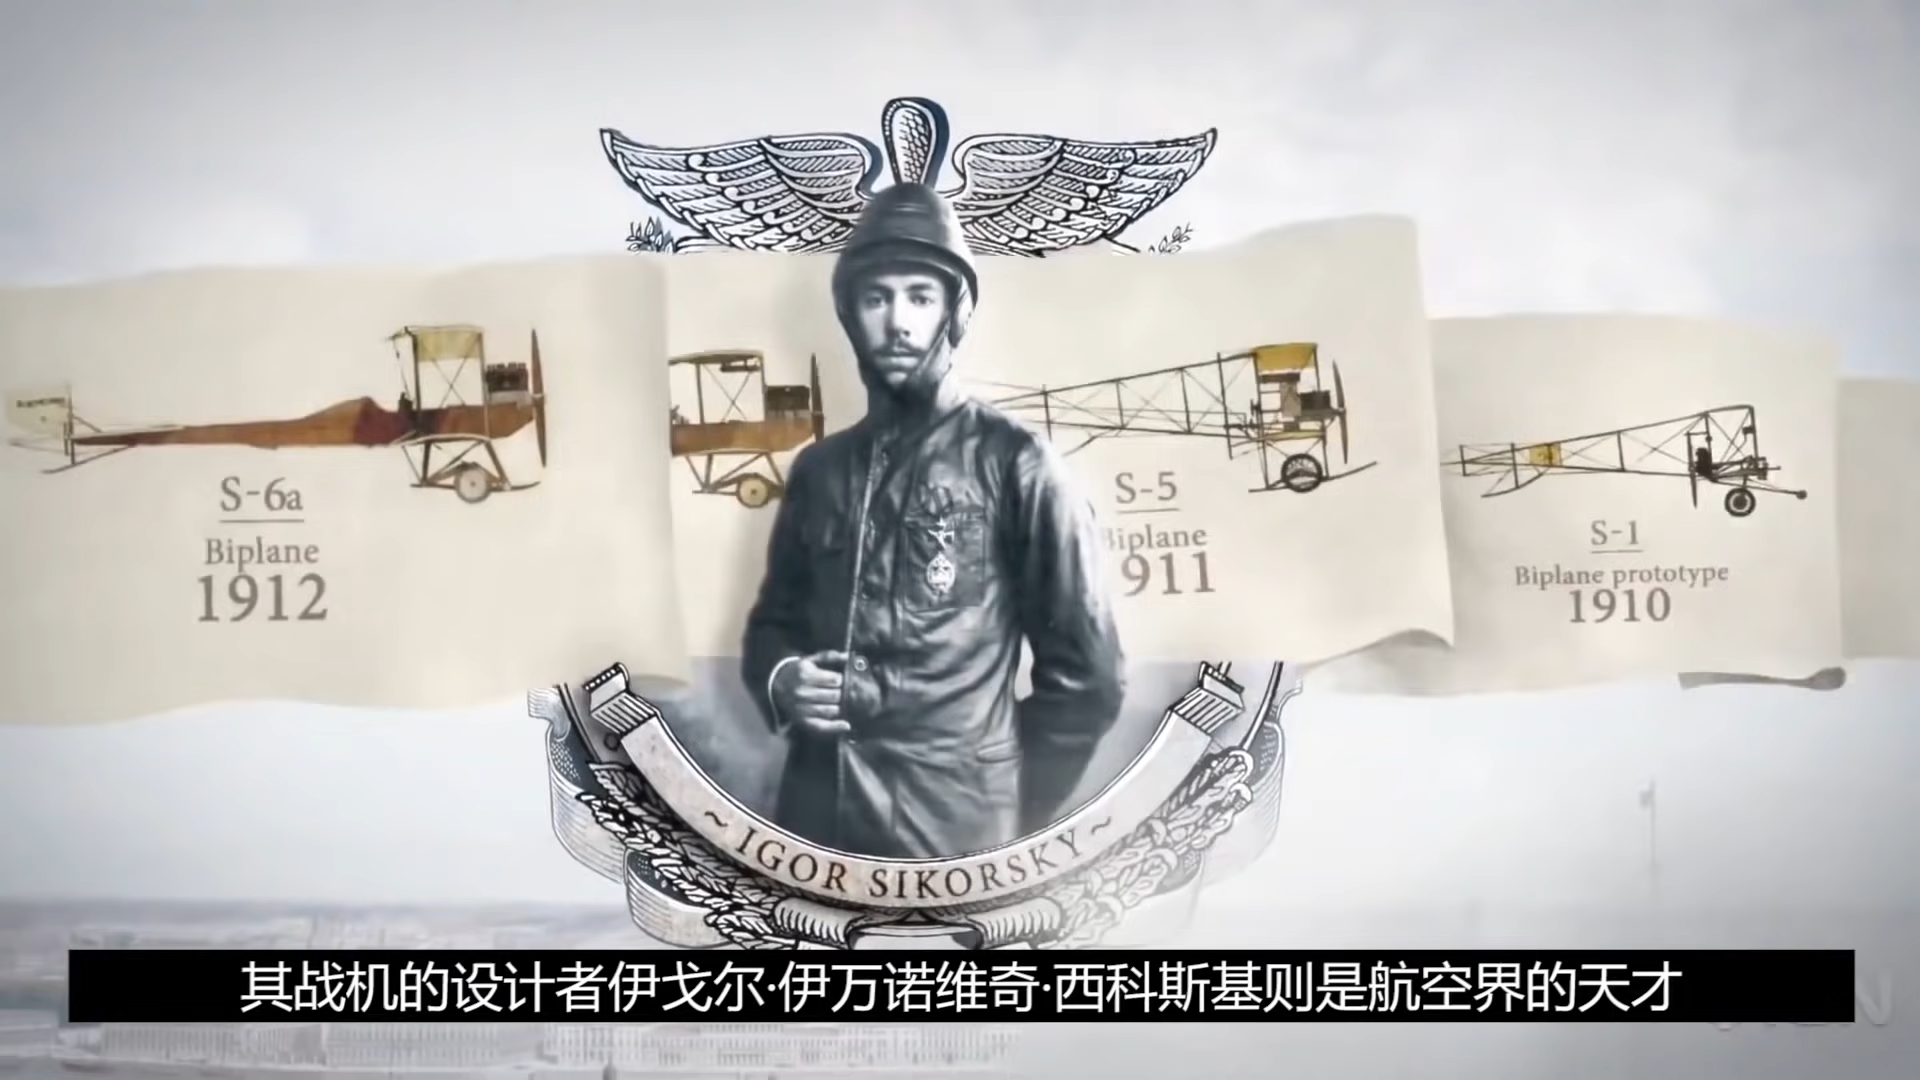 S-6a
Biplane
1912
S-5
Biplane
911
S-1
Biplane prototype
1910
~ IGOR SIKORSKY ~
其战机的设计者伊戈尔·伊万诺维奇·西科斯基则是航空界的天才